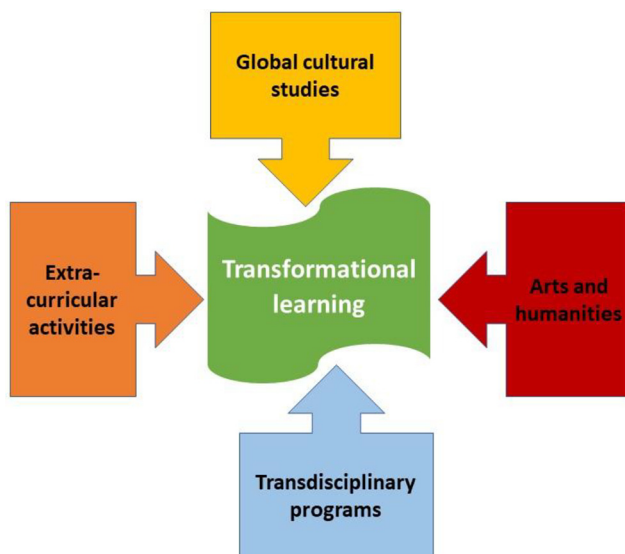 Global cultural
studies
Extra-
curricular
activities
Transformational
learning
Arts and
humanities
Transdisciplinary
programs